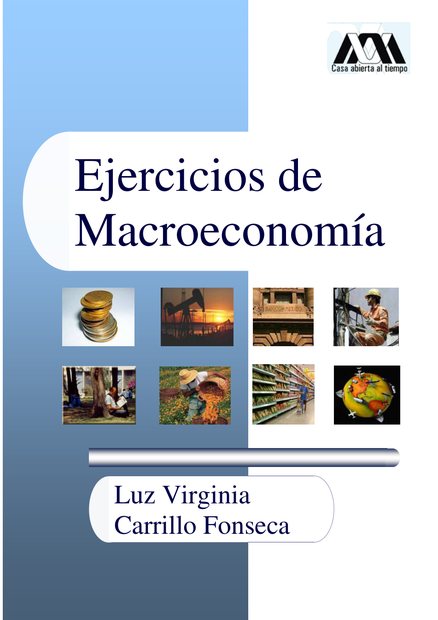 Casa abierta al tiempo
Ejercicios de
Macroeconomía
Luz Virginia
Carrillo Fonseca